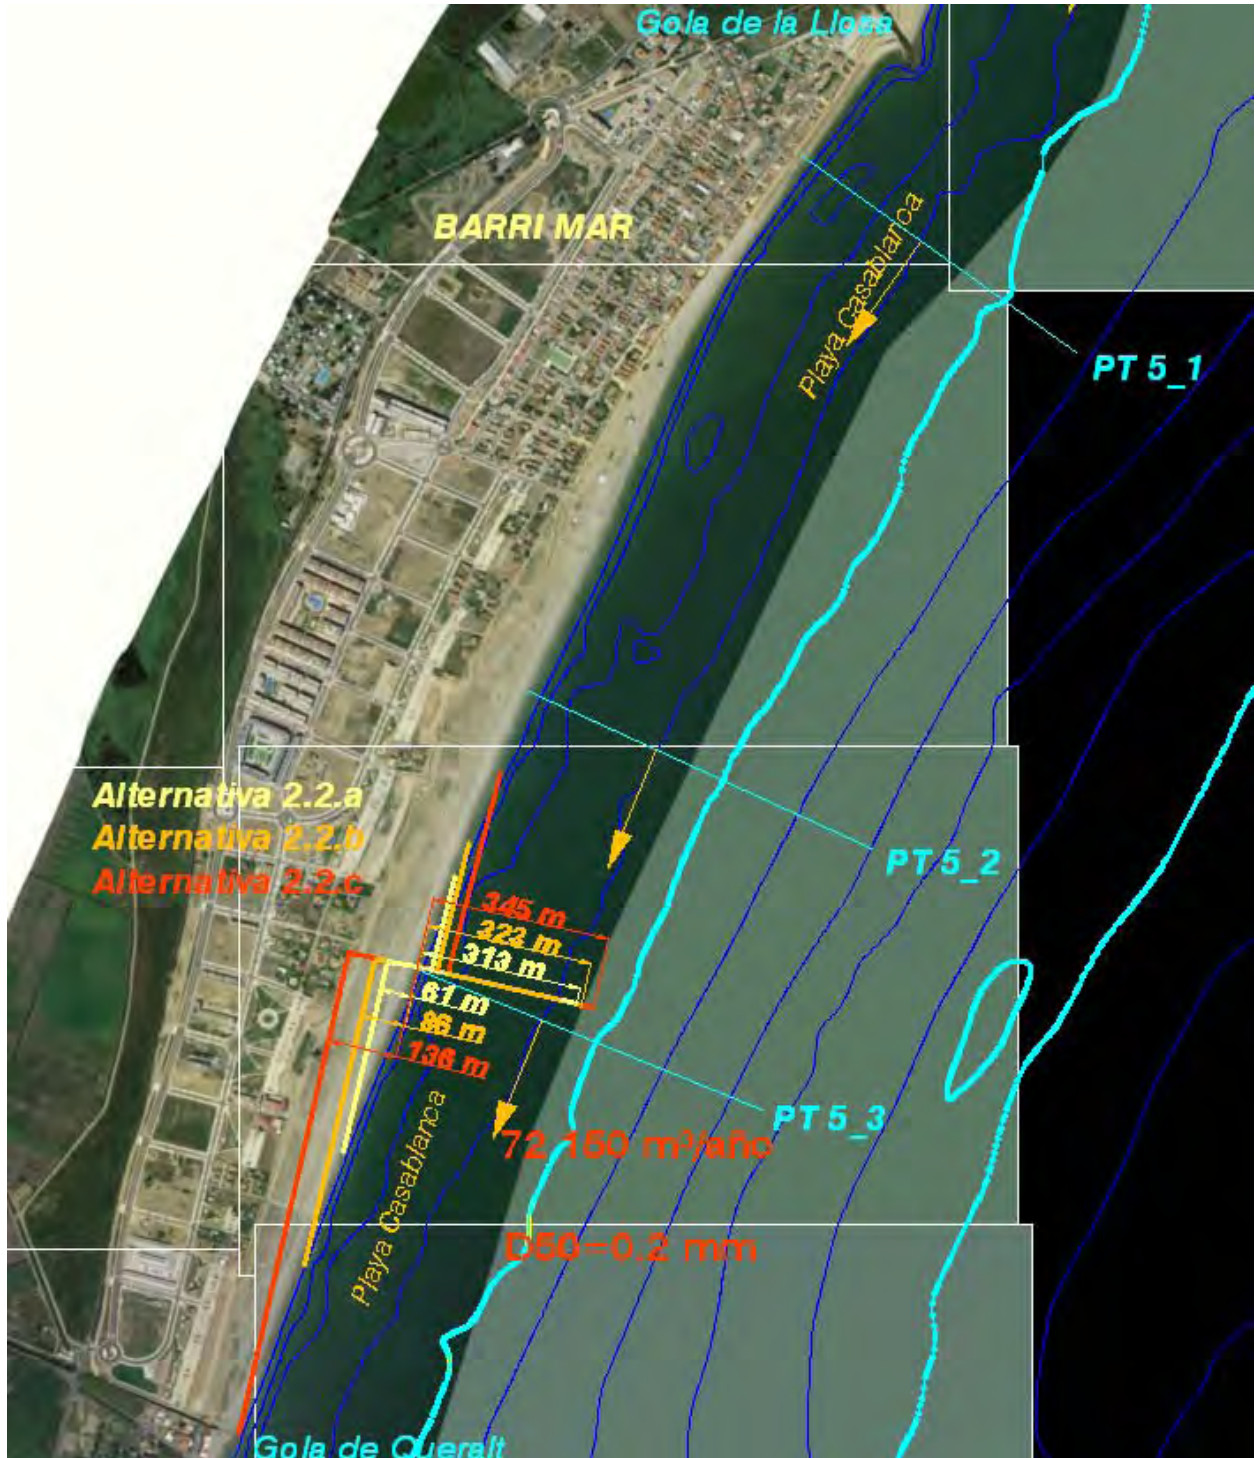 Gola de la Llosa
BARRI MAR
Playa Casablanca
PT 5_1
Alternativa 2.2.a
Alternativa 2.2.b
Alternativa 2.2.c
PT 5_2
345 m
323 m
313 m
61 m
86 m
136 m
PT 5_3
72.150 m³/año
Playa Casablanca
D50=0.2 mm
Gola de Queralt